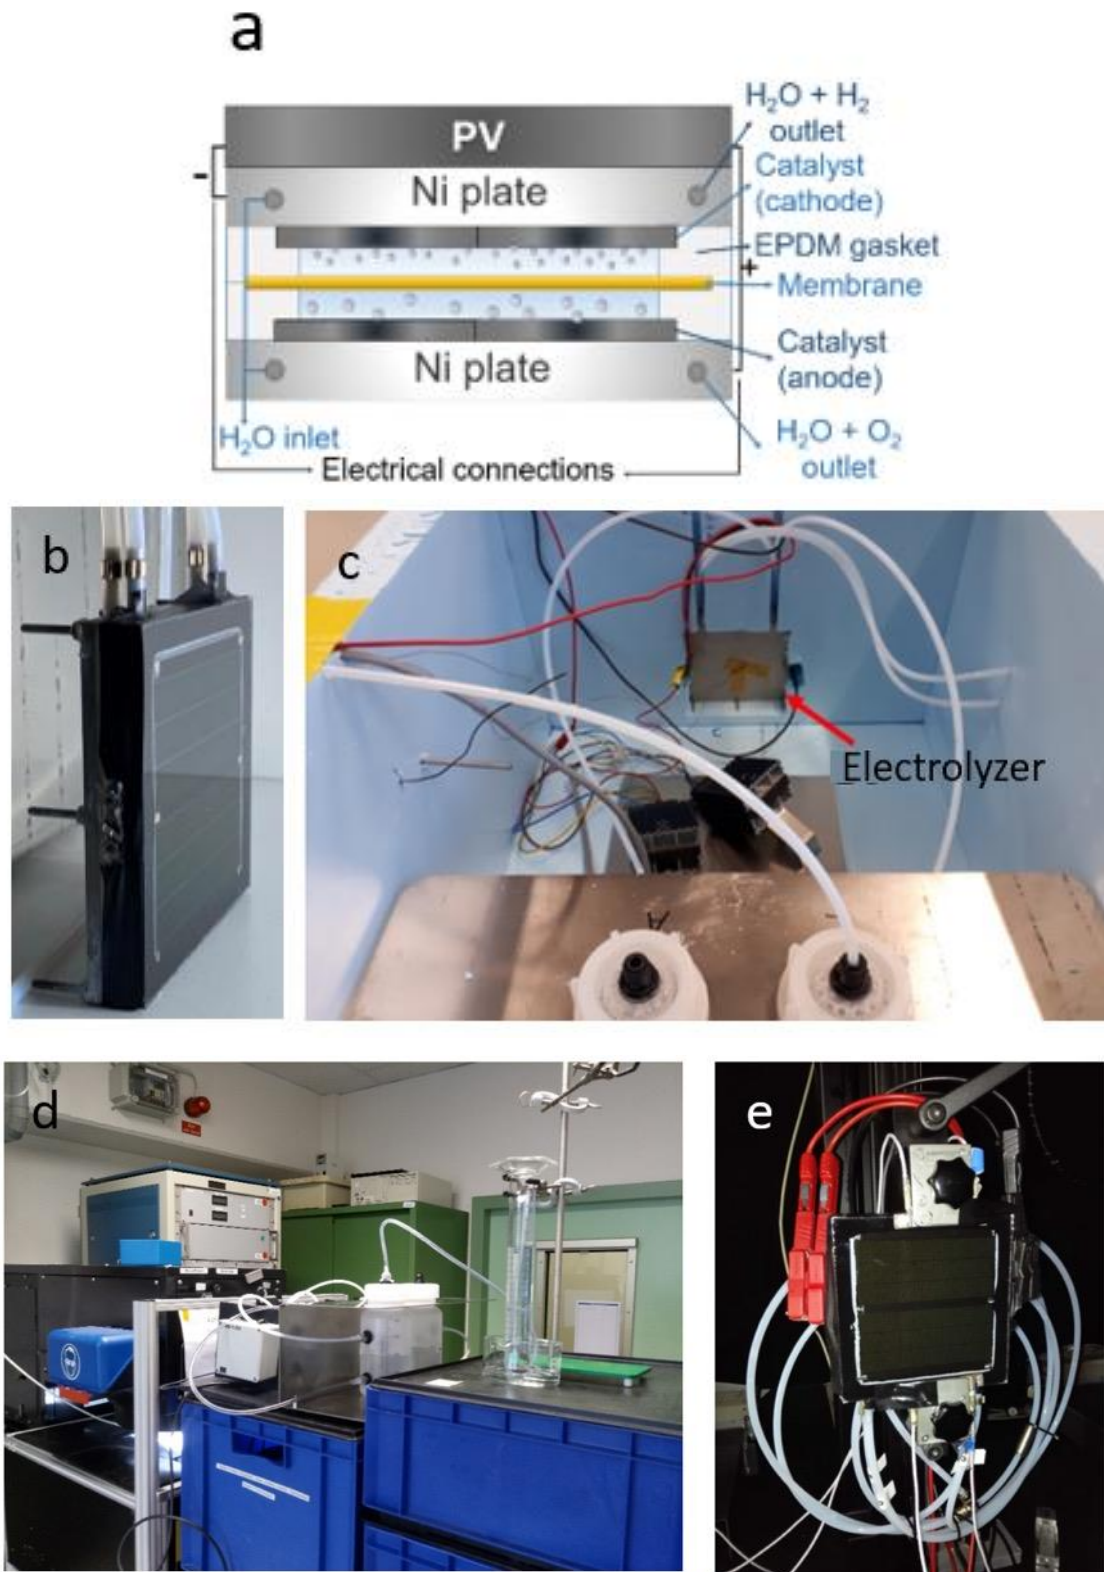 a
PV
-
Ni plate
H₂O + H₂
outlet
Catalyst
(cathode)
EPDM gasket
+
Membrane
Catalyst
(anode)
Ni plate
H₂O inlet
H₂O + O₂
outlet
Electrical connections
b
c
Electrolyzer
A
d
e